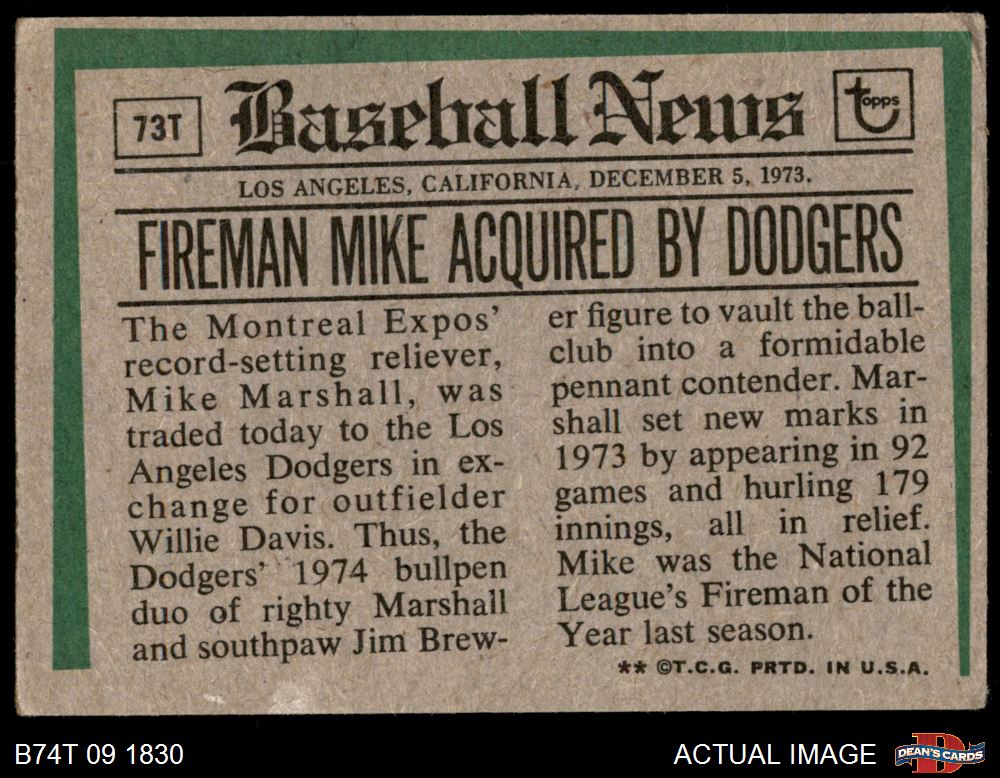 73T
Baseball News
topps
LOS ANGELES, CALIFORNIA, DECEMBER 5, 1973.
FIREMAN MIKE ACQUIRED BY DODGERS
The Montreal Expos'
record-setting reliever,
Mike Marshall, was
traded today to the Los
Angeles Dodgers in ex-
change for outfielder
Willie Davis. Thus, the
Dodgers' 1974 bullpen
duo of righty Marshall
and southpaw Jim Brew-
er figure to vault the ball-
club into a formidable
pennant contender. Mar-
shall set new marks in
1973 by appearing in 92
games and hurling 179
innings, all in relief.
Mike was the National
League's Fireman of the
Year last season.
** ©T.C.G. PRTD. IN U.S.A.
B74T 09 1830
ACTUAL IMAGE
DEAN'S CARDS